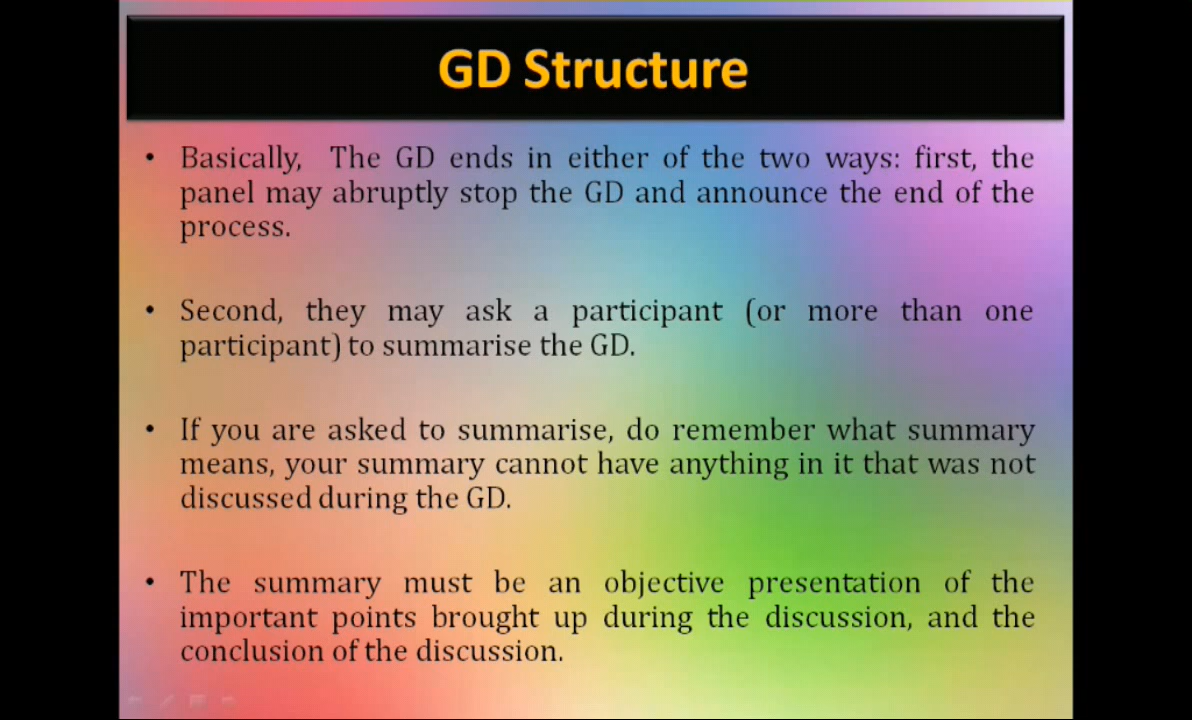 GD Structure
• Basically, The GD ends in either of the two ways: first, the
panel may abruptly stop the GD and announce the end of the
process.
• Second, they may ask a participant (or more than one
participant) to summarise the GD.
• If you are asked to summarise, do remember what summary
means, your summary cannot have anything in it that was not
discussed during the GD.
• The summary must be an objective presentation of the
important points brought up during the discussion, and the
conclusion of the discussion.